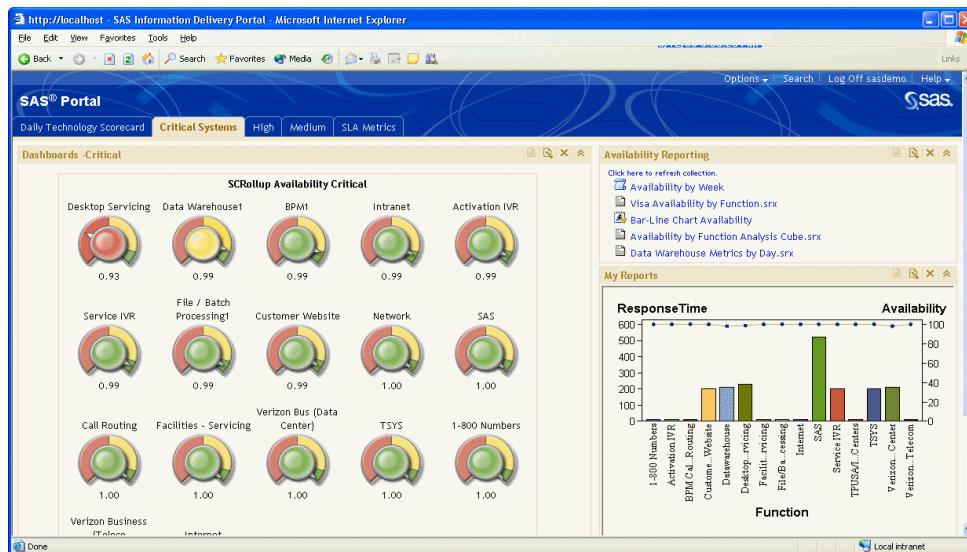 http://localhost - SAS Information Delivery Portal - Microsoft Internet Explorer
File Edit View Favorites Tools Help
Back Search Favorites Media Links
Options Search Log Off sasdemo Help
SAS® Portal
sas.
Daily Technology Scorecard Critical Systems High Medium SLA Metrics
Dashboards -Critical
SCRollup Availability Critical
Desktop Servicing Data Warehouse1 BPM1 Intranet Activation IVR
0.93 0.99 0.99 0.99 0.99
Service IVR File / Batch Processing1 Customer Website Network SAS
0.99 0.99 0.99 1.00 1.00
Call Routing Facilities - Servicing Verizon Bus (Data Center) TSYS 1-800 Numbers
1.00 1.00 1.00 1.00 1.00
Verizon Business
Internet
Availability Reporting
Click here to refresh collection.
Availability by Week
Visa Availability by Function.srx
Bar-Line Chart Availability
Availability by Function Analysis Cube.srx
Data Warehouse Metrics by Day.srx
My Reports
ResponseTime Availability
600 500 400 300 200 100 0
100 80 60 40 20 0
1-800 Numbers
Activation IVR
BPM Cal...Routing
Custome...Website
Datawarehouse
Desktop...rvicing
Facilit...rvicing
File/Ba...cessing
Internet
SAS
Service IVR
TPUSA/I...Centers
TSYS
Verizon... Center
Verizon...Telecom
Function
Done
Local intranet